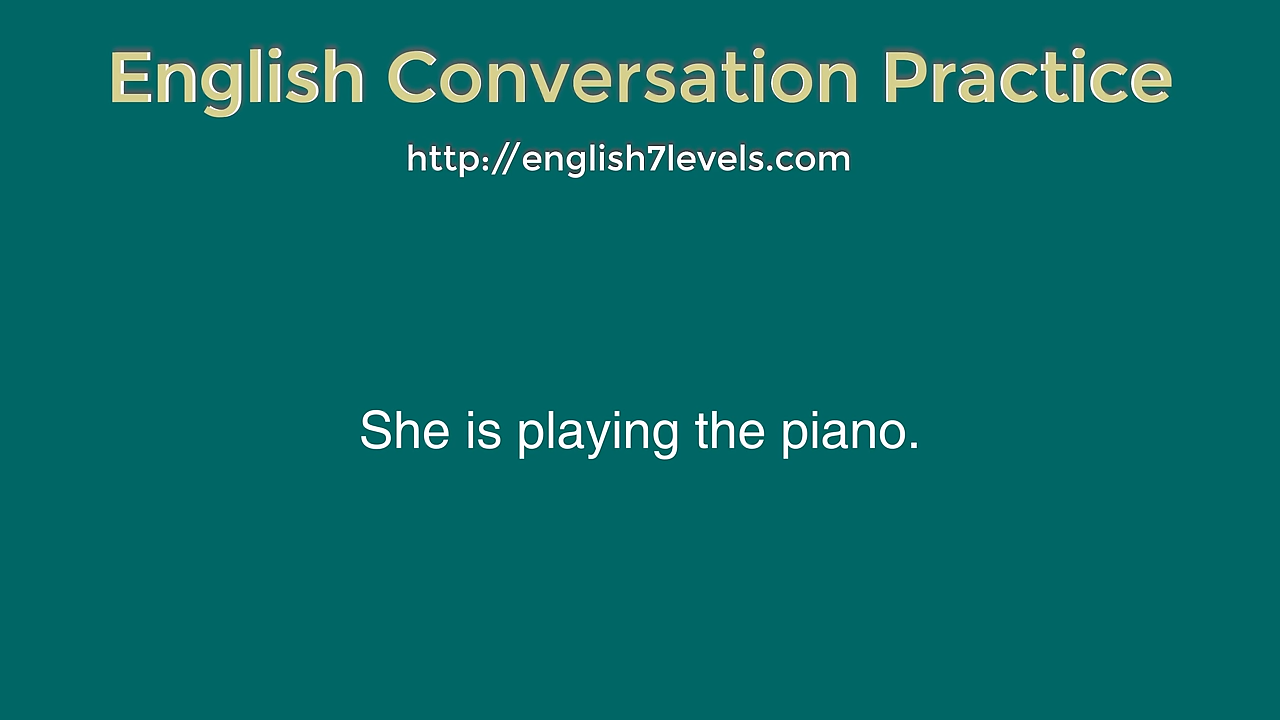 English Conversation Practice
http://english7levels.com
She is playing the piano.